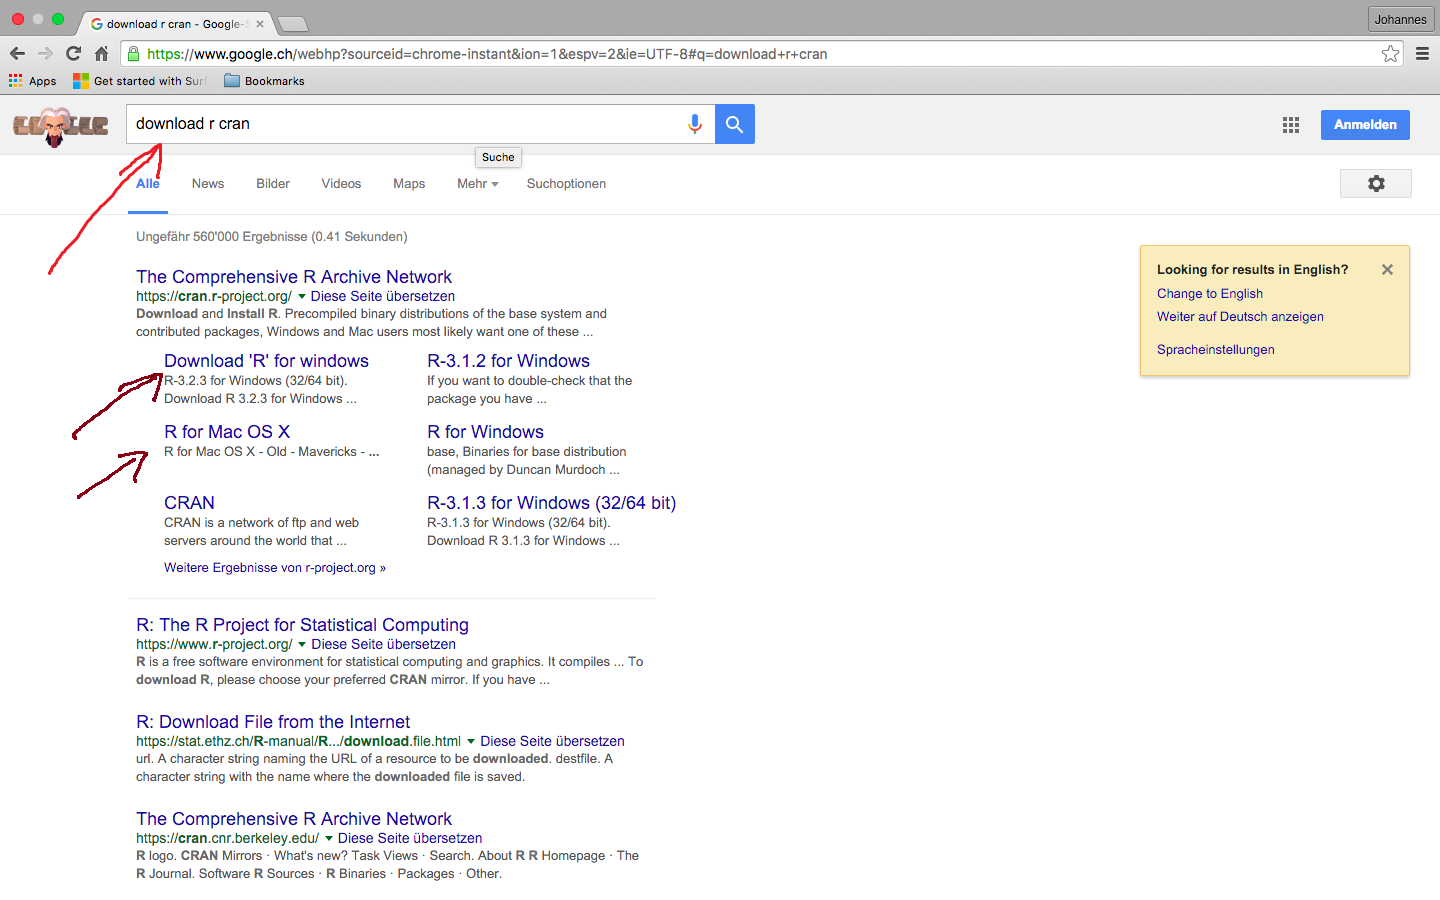 download r cran - Google-S
Johannes
https://www.google.ch/webhp?sourceid=chrome-instant&ion=1&espv=2&ie=UTF-8#q=download+r+cran
Apps Get started with Surf Bookmarks
download r cran
Anmelden
Suche
Alle News Bilder Videos Maps Mehr Suchoptionen
Ungefähr 560'000 Ergebnisse (0.41 Sekunden)
The Comprehensive R Archive Network
https://cran.r-project.org/ Diese Seite übersetzen
Download and Install R. Precompiled binary distributions of the base system and
contributed packages, Windows and Mac users most likely want one of these ...
Download 'R' for windows
R-3.2.3 for Windows (32/64 bit).
Download R 3.2.3 for Windows ...
R-3.1.2 for Windows
If you want to double-check that the
package you have ...
R for Mac OS X
R for Mac OS X - Old - Mavericks - ...
R for Windows
base, Binaries for base distribution
(managed by Duncan Murdoch ...
CRAN
CRAN is a network of ftp and web
servers around the world that ...
R-3.1.3 for Windows (32/64 bit)
R-3.1.3 for Windows (32/64 bit).
Download R 3.1.3 for Windows ...
Weitere Ergebnisse von r-project.org »
R: The R Project for Statistical Computing
https://www.r-project.org/ Diese Seite übersetzen
R is a free software environment for statistical computing and graphics. It compiles ... To
download R, please choose your preferred CRAN mirror. If you have ...
R: Download File from the Internet
https://stat.ethz.ch/R-manual/R.../download.file.html Diese Seite übersetzen
url. A character string naming the URL of a resource to be downloaded. destfile. A
character string with the name where the downloaded file is saved.
The Comprehensive R Archive Network
https://cran.cnr.berkeley.edu/ Diese Seite übersetzen
R logo. CRAN Mirrors · What's new? Task Views · Search. About R R Homepage · The
R Journal. Software R Sources · R Binaries · Packages · Other.
Looking for results in English?
Change to English
Weiter auf Deutsch anzeigen
Spracheinstellungen